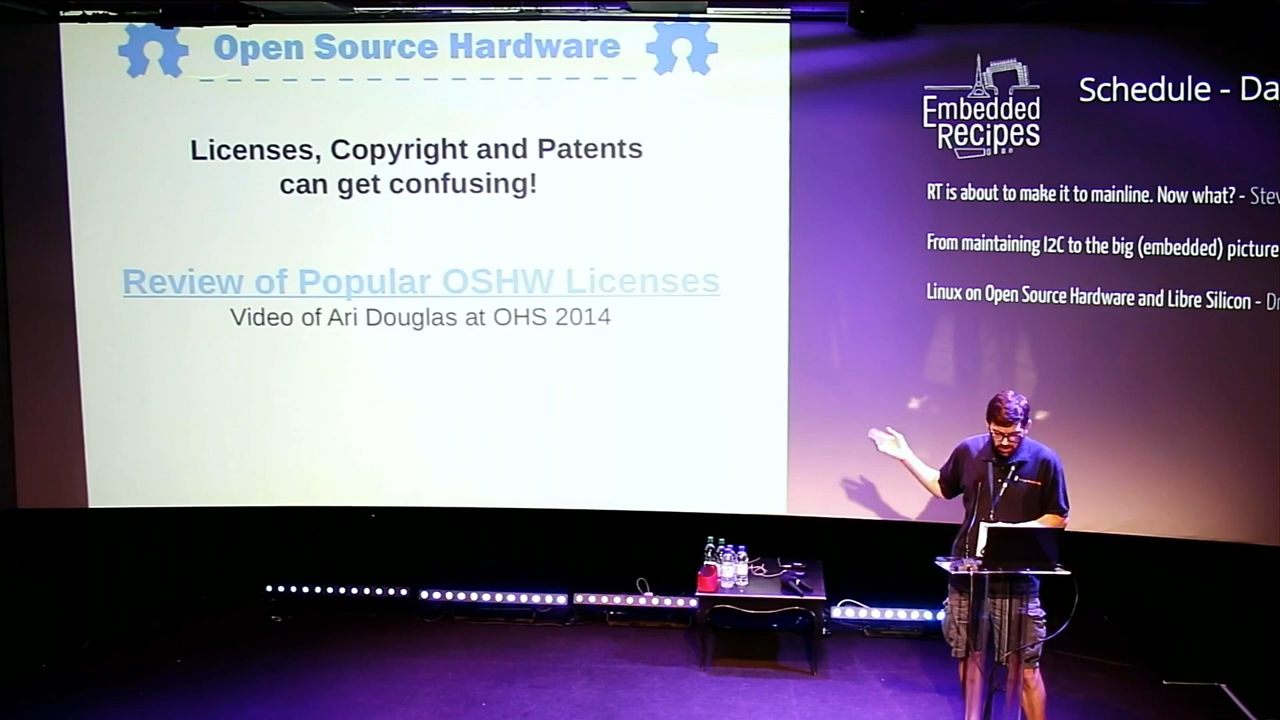 Open Source Hardware
Licenses, Copyright and Patents
can get confusing!
Review of Popular OSHW Licenses
Video of Ari Douglas at OHS 2014
Embedded
Recipes
Schedule - Da
RT is about to make it to mainline. Now what? - Stev
From maintaining I2C to the big (embedded) picture
Linux on Open Source Hardware and Libre Silicon - Dr